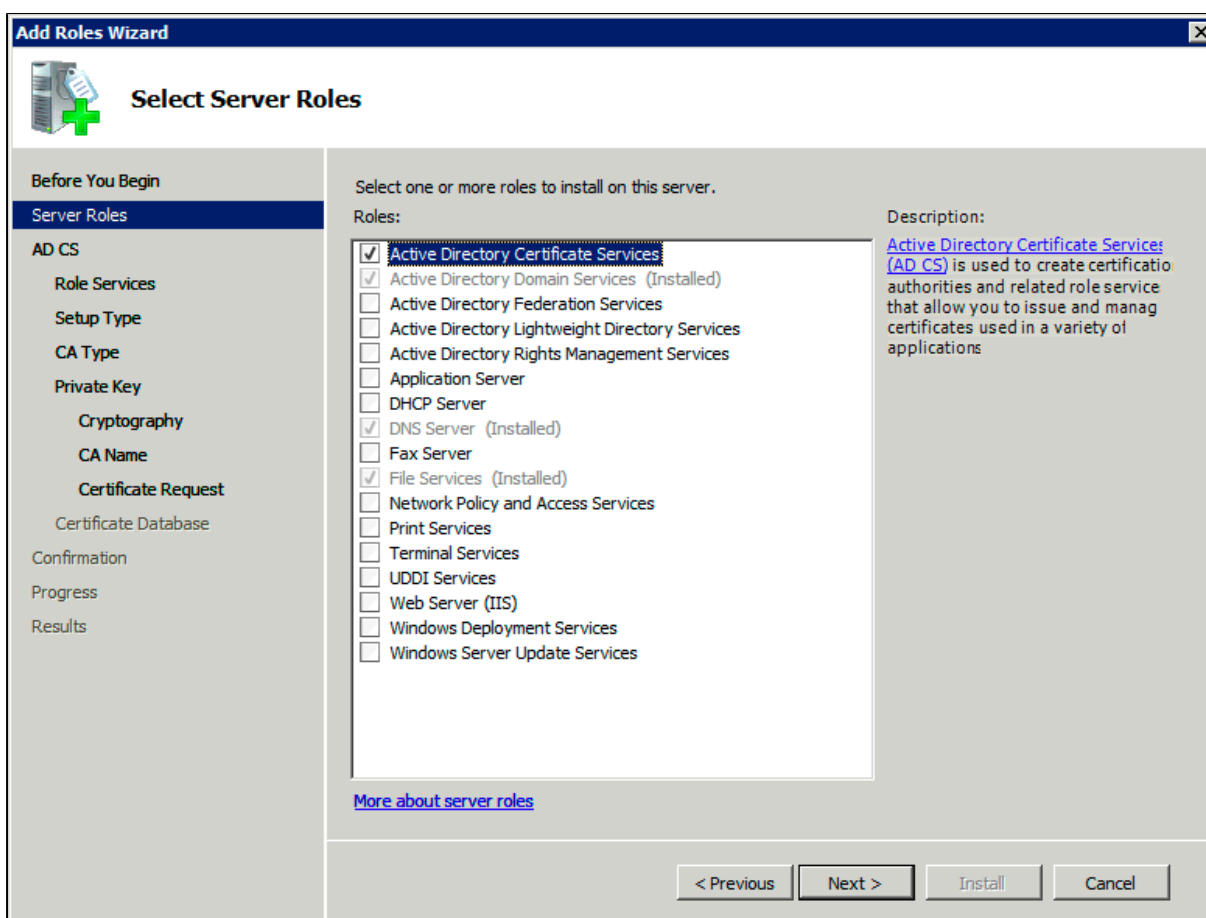 Add Roles Wizard
Select Server Roles
Before You Begin
Server Roles
AD CS
Role Services
Setup Type
CA Type
Private Key
Cryptography
CA Name
Certificate Request
Certificate Database
Confirmation
Progress
Results
Select one or more roles to install on this server.
Roles:
Active Directory Certificate Services
Active Directory Domain Services (Installed)
Active Directory Federation Services
Active Directory Lightweight Directory Services
Active Directory Rights Management Services
Application Server
DHCP Server
DNS Server (Installed)
Fax Server
File Services (Installed)
Network Policy and Access Services
Print Services
Terminal Services
UDDI Services
Web Server (IIS)
Windows Deployment Services
Windows Server Update Services
More about server roles
Description:
Active Directory Certificate Services
(AD CS) is used to create certificatio
authorities and related role service
that allow you to issue and manag
certificates used in a variety of
applications
< Previous
Next >
Install
Cancel